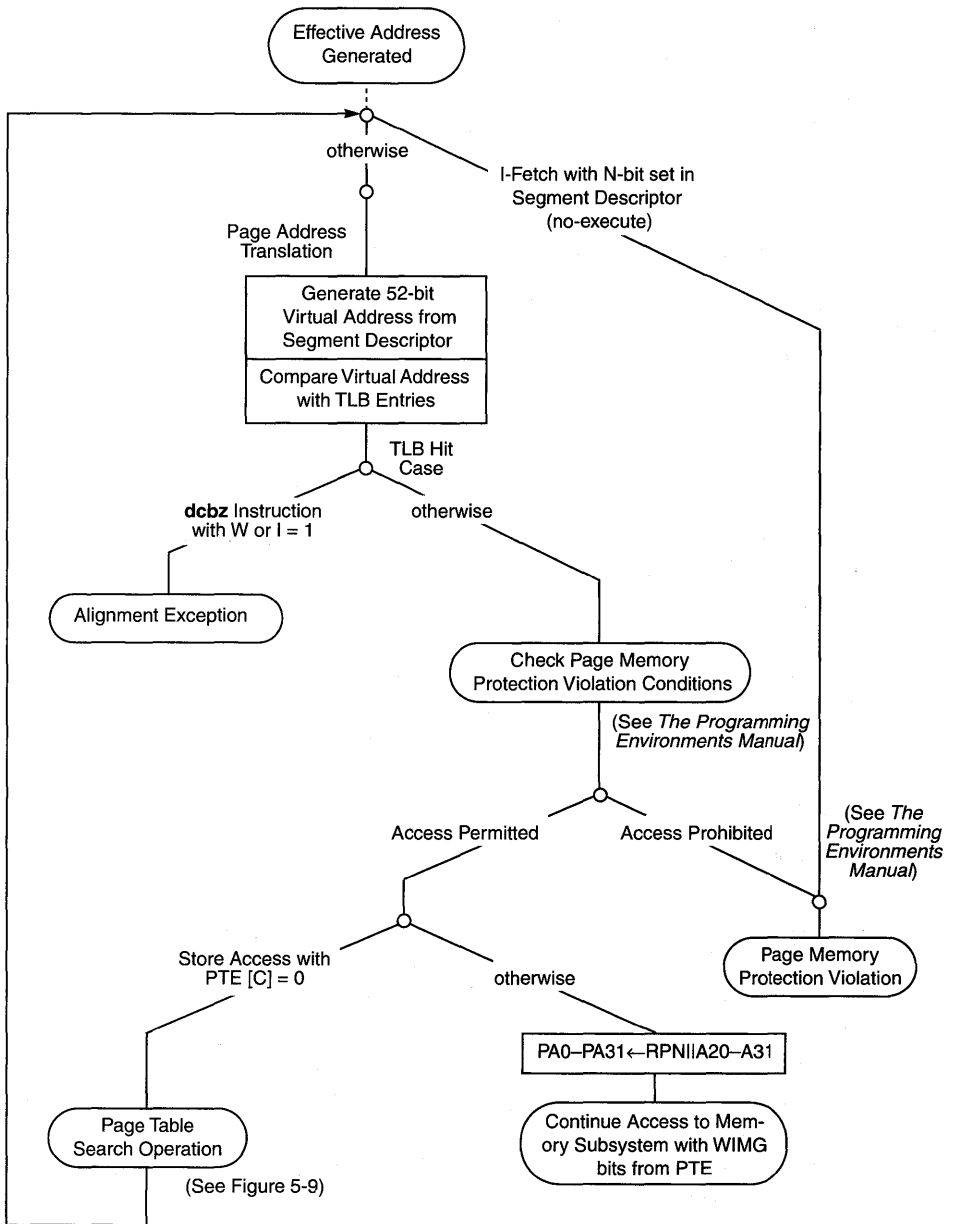 Effective Address
Generated
otherwise
I-Fetch with N-bit set in
Segment Descriptor
(no-execute)
Page Address
Translation
Generate 52-bit
Virtual Address from
Segment Descriptor
Compare Virtual Address
with TLB Entries
TLB Hit
Case
dcbz Instruction
with W or I = 1
otherwise
Alignment Exception
Check Page Memory
Protection Violation Conditions
(See The Programming
Environments Manual)
Access Permitted
Access Prohibited
(See The
Programming
Environments
Manual)
Store Access with
PTE [C] = 0
otherwise
Page Memory
Protection Violation
PA0–PA31←RPN||A20–A31
Page Table
Search Operation
(See Figure 5-9)
Continue Access to Mem-
ory Subsystem with WIMG
bits from PTE